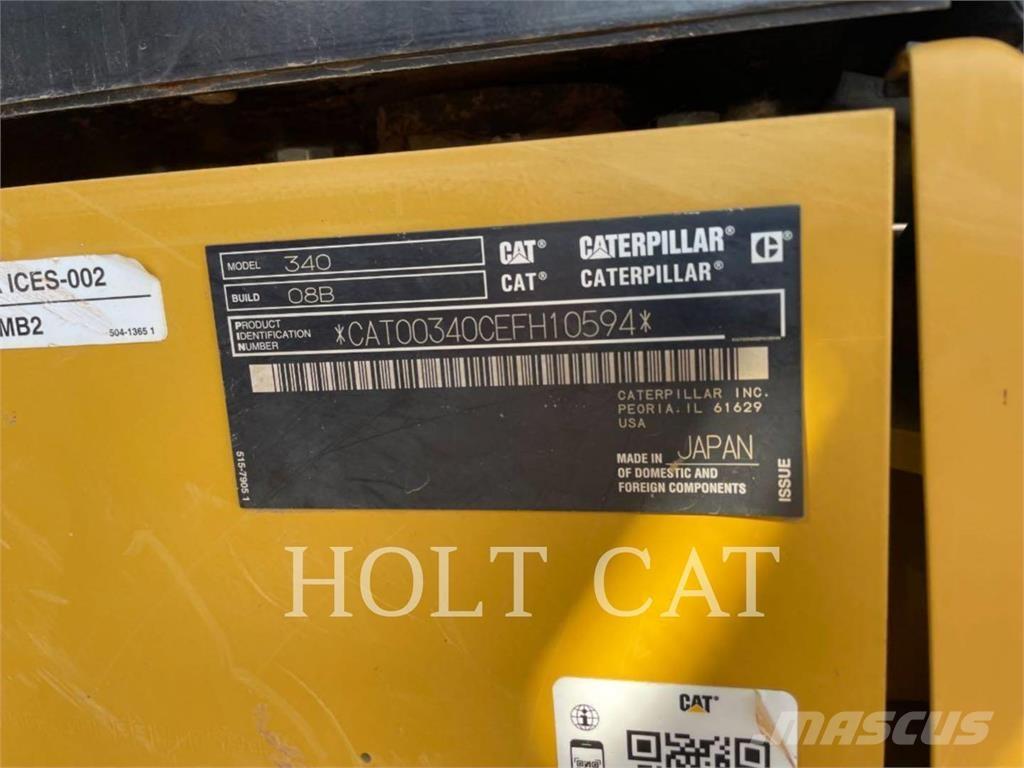 ICES-002
MB2
504-1365 1
MODEL 340
BUILD 08B
CAT®
CAT®
CATERPILLAR®
CATERPILLAR®
PRODUCT
IDENTIFICATION
NUMBER
*CAT00340CEFH10594*
CATERPILLAR INC.
PEORIA. IL 61629
USA
MADE IN JAPAN
OF DOMESTIC AND
FOREIGN COMPONENTS
ISSUE
515-7905 1
HOLT CAT
CAT®
MASCUS